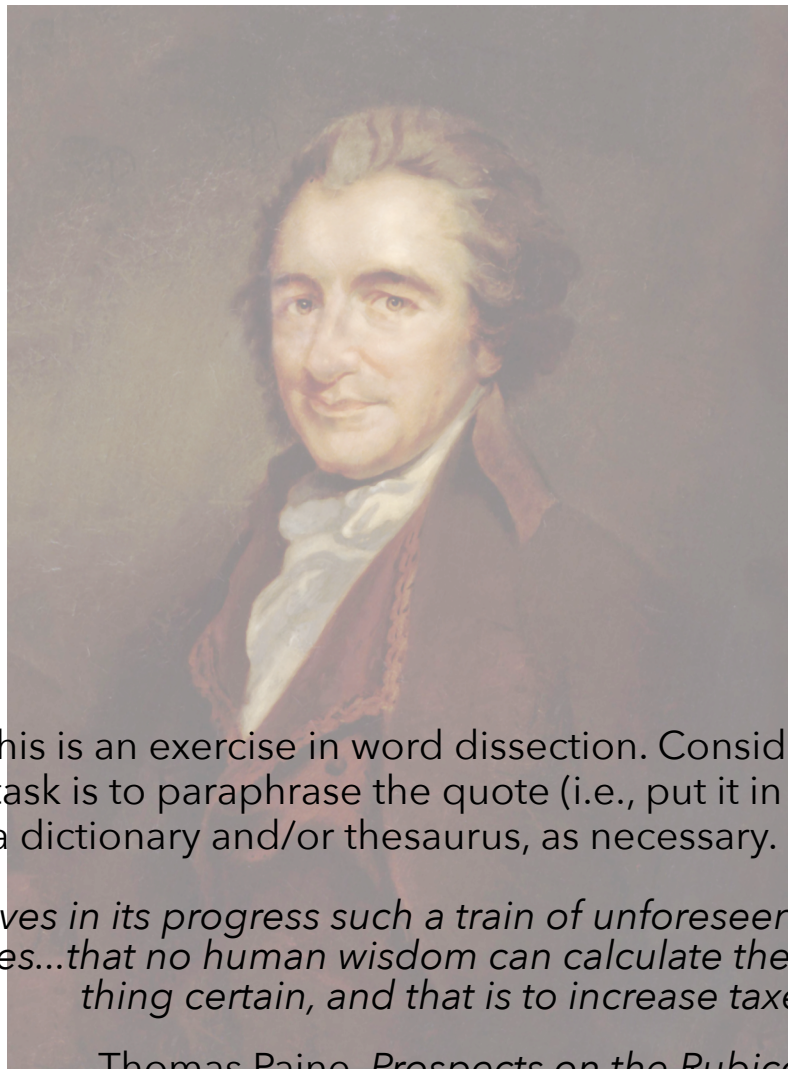 his is an exercise in word dissection. Consid
task is to paraphrase the quote (i.e., put it in
a dictionary and/or thesaurus, as necessary.
ves in its progress such a train of unforeseen
es...that no human wisdom can calculate the
thing certain, and that is to increase taxe
Thomas Paine, Prospects on the Rubico